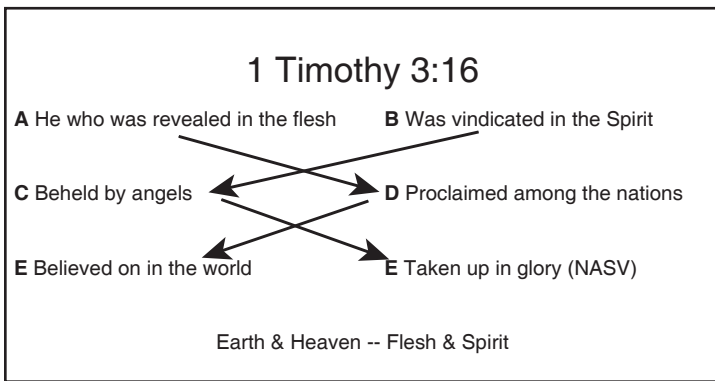 1 Timothy 3:16
A He who was revealed in the flesh B Was vindicated in the Spirit
C Beheld by angels D Proclaimed among the nations
E Believed on in the world E Taken up in glory (NASV)
Earth & Heaven -- Flesh & Spirit